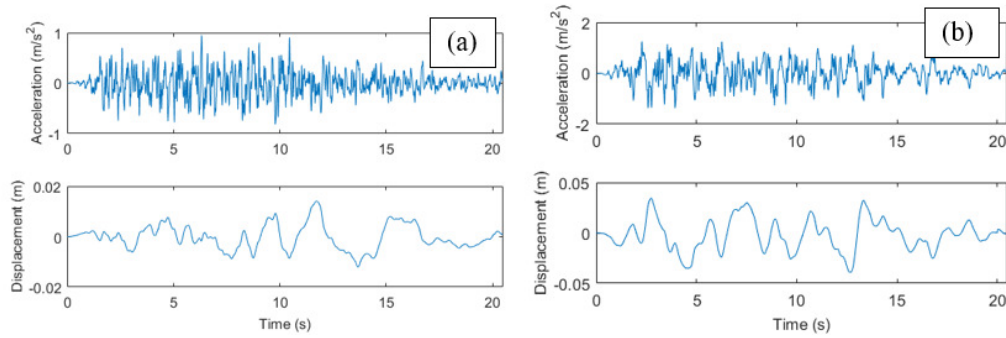 (a)
Acceleration (m/s²)
1
0
-1
0 5 10 15 20
Displacement (m)
0.02
0
-0.02
0 5 10 15 20
Time (s)
(b)
Acceleration (m/s²)
2
0
-2
0 5 10 15 20
Displacement (m)
0.05
0
-0.05
0 5 10 15 20
Time (s)